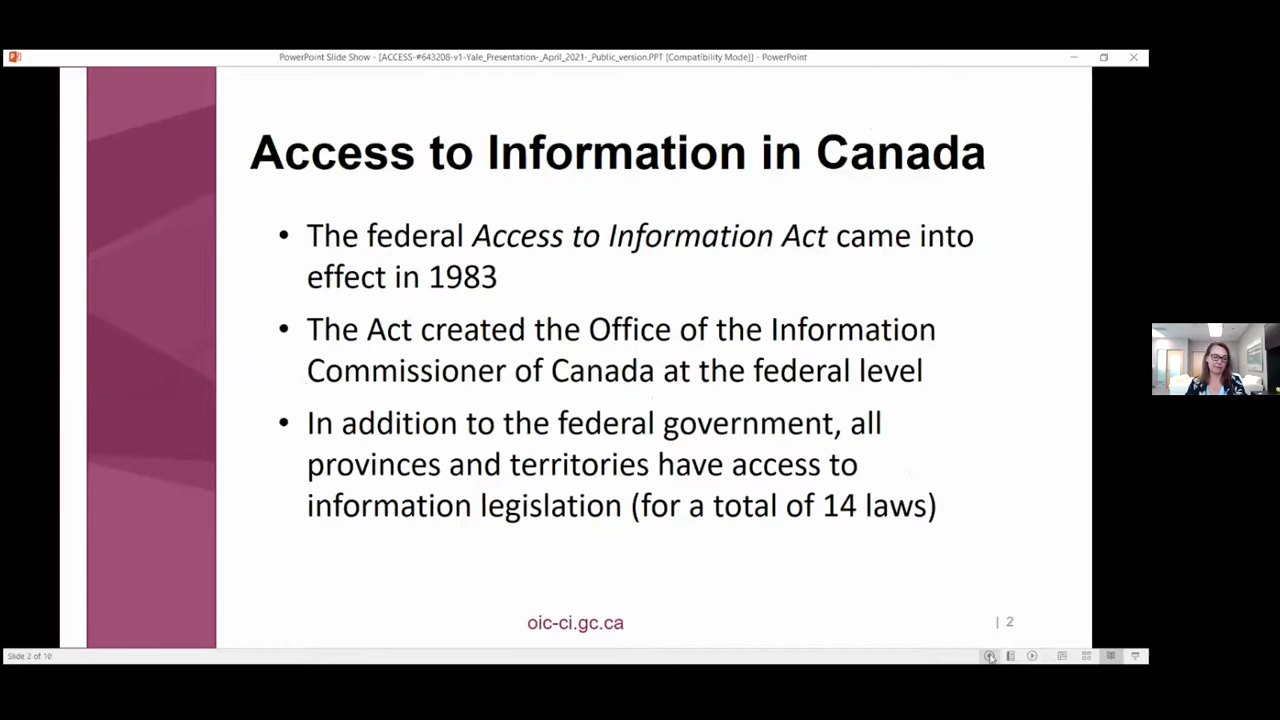 PowerPoint Slide Show - [ACCESS-#643208-v1-Yale_Presentation-_April_2021-_Public_version.PPT [Compatibility Mode]] - PowerPoint
Access to Information in Canada
• The federal Access to Information Act came into
effect in 1983
• The Act created the Office of the Information
Commissioner of Canada at the federal level
• In addition to the federal government, all
provinces and territories have access to
information legislation (for a total of 14 laws)
oic-ci.gc.ca
| 2
Slide 2 of 10